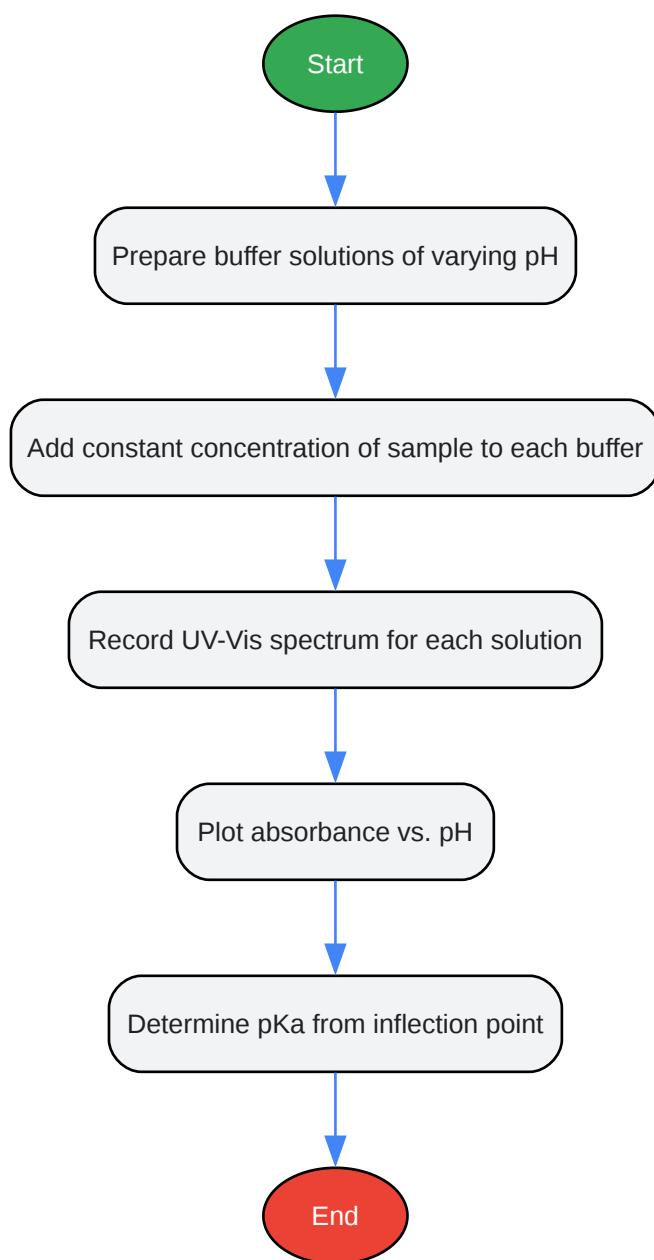 Start
Prepare buffer solutions of varying pH
Add constant concentration of sample to each buffer
Record UV-Vis spectrum for each solution
Plot absorbance vs. pH
Determine pKa from inflection point
End